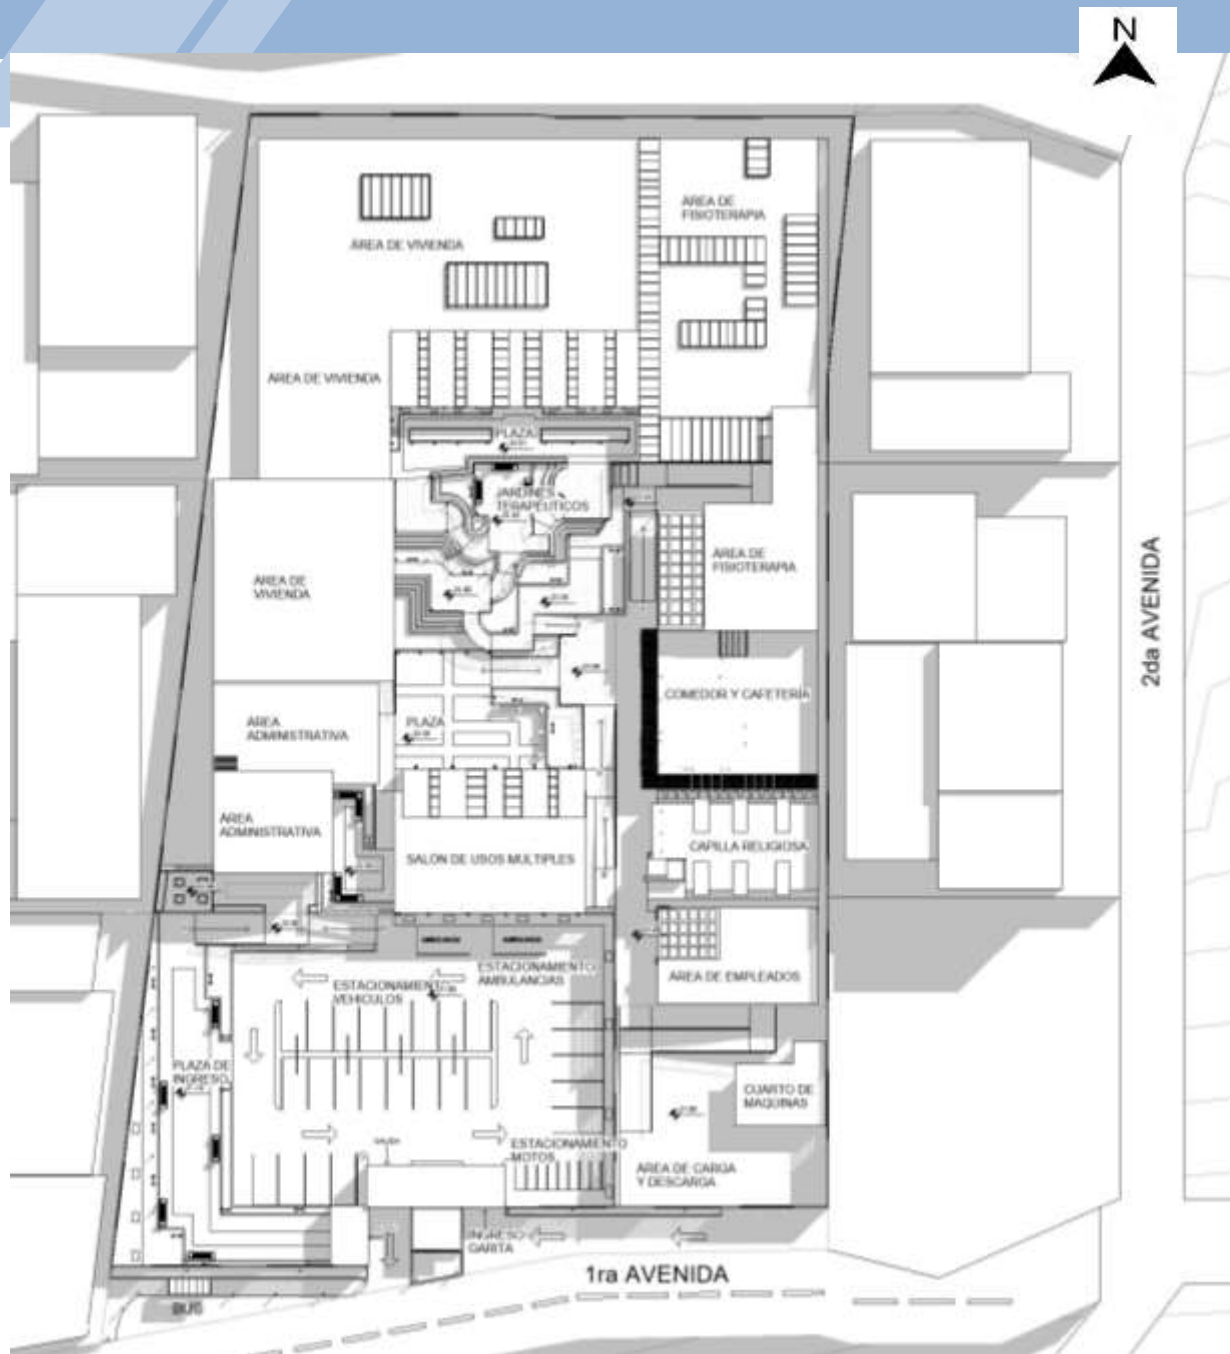 N
AREA DE
FISIOTERAPIA
AREA DE VIVIENDA
AREA DE VIVIENDA
PLAZA
JARDINES
TERAPEUTICOS
2da AVENIDA
AREA DE
VIVIENDA
AREA DE
FISIOTERAPIA
COMEDOR Y CAFETERIA
AREA
ADMINISTRATIVA
PLAZA
AREA
ADMINISTRATIVA
SALON DE USOS MULTIPLES
CAPILLA RELIGIOSA
AREA DE EMPLEADOS
ESTACIONAMIENTO
AMBULANCIAS
ESTACIONAMIENTO
VEHICULOS
PLAZA DE
INGRESO
CUARTO DE
MAQUINAS
ESTACIONAMIENTO
MOTOS
SALIDA
AREA DE CARGA
Y DESCARGA
INGRESO
GARITA
1ra AVENIDA
BUS